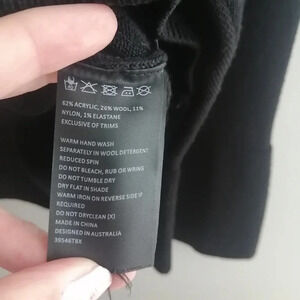 62% ACRYLIC, 26% WOOL, 11%
NYLON, 1% ELASTANE
EXCLUSIVE OF TRIMS
WARM HAND WASH
SEPARATELY IN WOOL DETERGENT
REDUCED SPIN
DO NOT BLEACH, RUB OR WRING
DO NOT TUMBLE DRY
DRY FLAT IN SHADE
WARM IRON ON REVERSE SIDE IF
REQUIRED
DO NOT DRYCLEAN (X)
MADE IN CHINA
DESIGNED IN AUSTRALIA